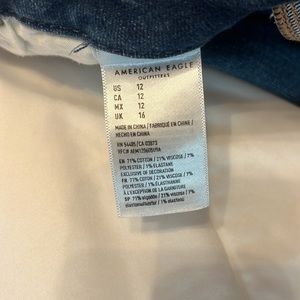 AMERICAN EAGLE
OUTFITTERS
US 12
CA 12
MX 12
UK 16
MADE IN CHINA / FABRIQUÉ EN CHINE /
HECHO EN CHINA
RN 54485/CA 03873
EN 71% COTTON / 21% VISCOSE / 7%
POLYESTER / 1% ELASTANE
EXCLUSIVE OF DECORATION
FR 71% COTON / 21% VISCOSE / 7%
POLYESTER / 1% ÉLASTHANNE
À L'EXCEPTION DE LA GARNITURE
SP 71% algodón / 21% viscosa / 7%